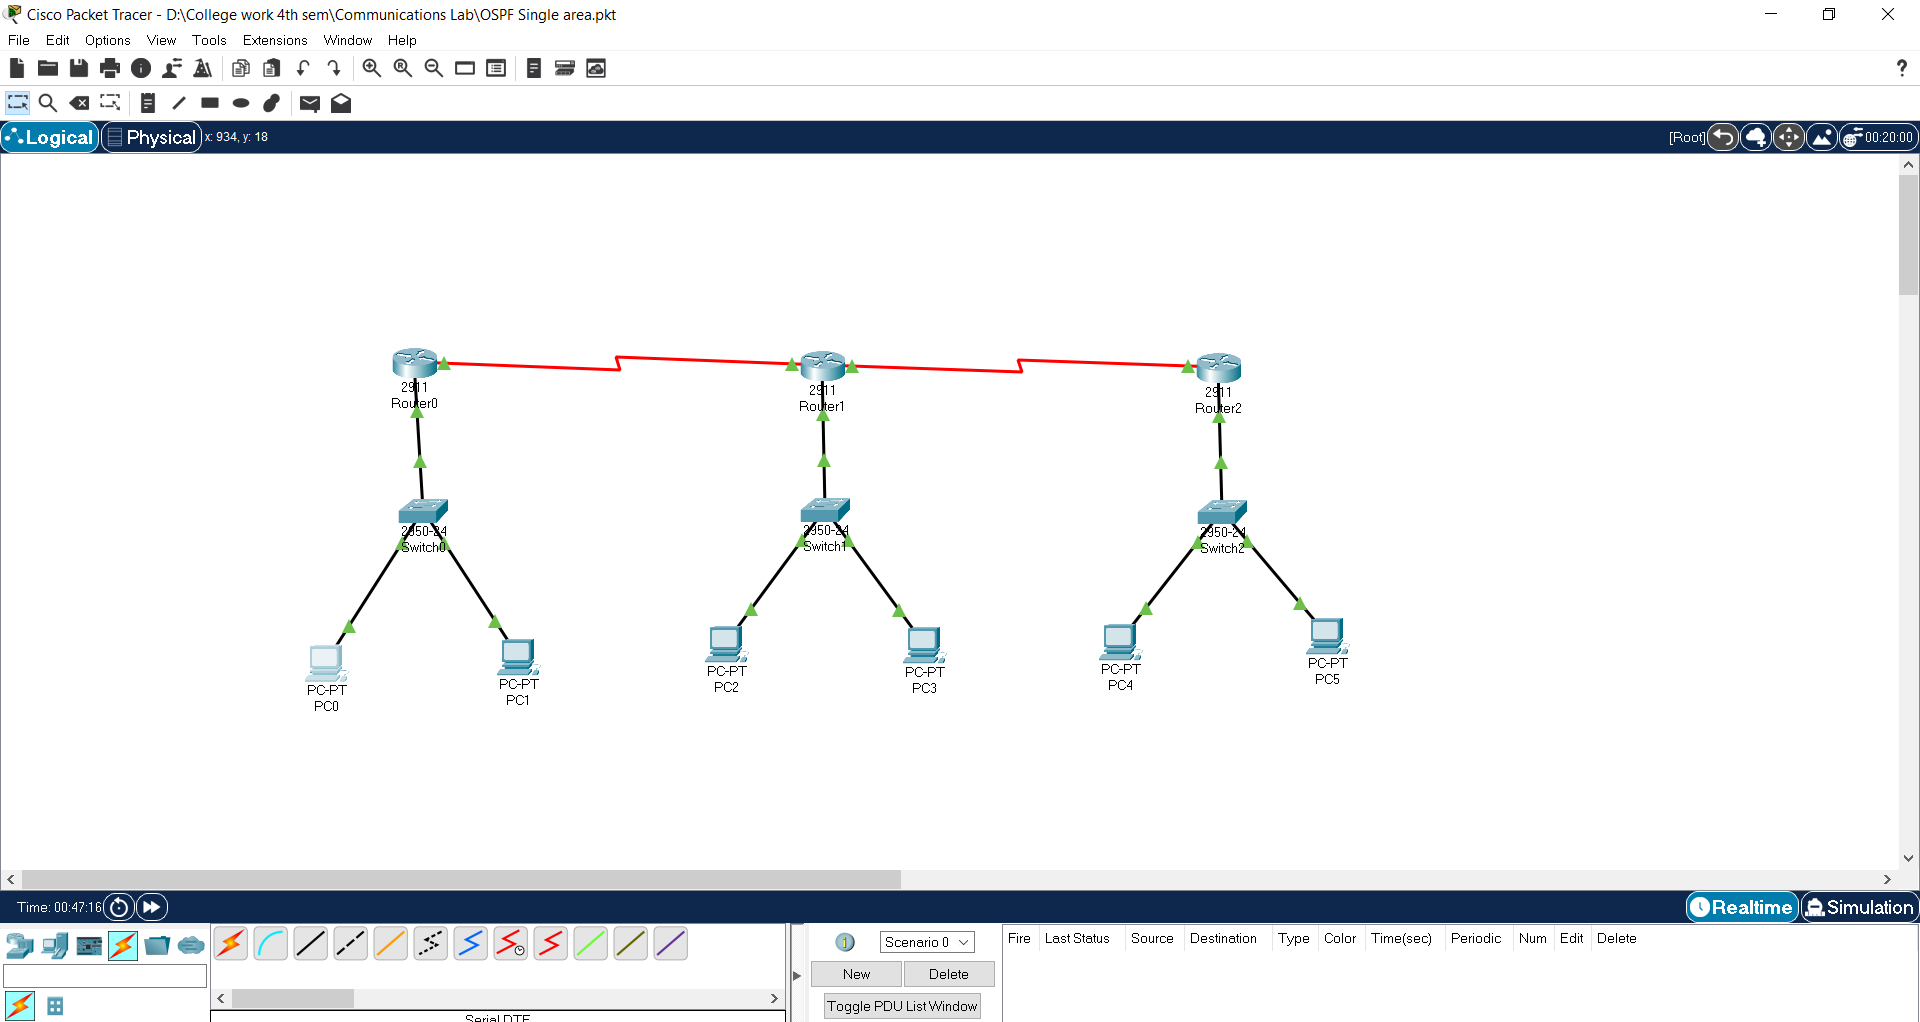 Cisco Packet Tracer - D:\College work 4th sem\Communications Lab\OSPF Single area.pkt
File Edit Options View Tools Extensions Window Help
?
Logical Physical x: 934, y: 18 [Root] 00:20:00
2911
Router0
2911
Router1
2911
Router2
2950-24
Switch0
2950-24
Switch1
2950-24
Switch2
PC-PT
PC0
PC-PT
PC1
PC-PT
PC2
PC-PT
PC3
PC-PT
PC4
PC-PT
PC5
Time: 00:47:16 Realtime Simulation
Scenario 0
New Delete
Toggle PDU List Window
Fire Last Status Source Destination Type Color Time(sec) Periodic Num Edit Delete
Serial DTE